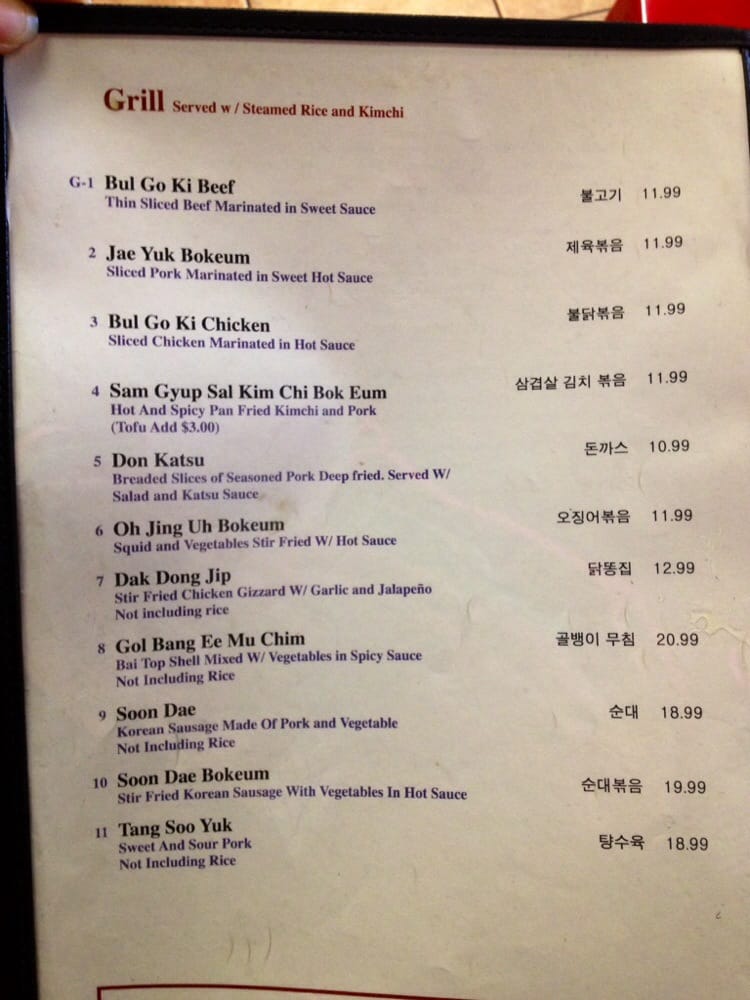 Grill Served w / Steamed Rice and Kimchi
G-1 Bul Go Ki Beef 불고기 11.99
Thin Sliced Beef Marinated in Sweet Sauce
2 Jae Yuk Bokeum 제육볶음 11.99
Sliced Pork Marinated in Sweet Hot Sauce
3 Bul Go Ki Chicken 불닭볶음 11.99
Sliced Chicken Marinated in Hot Sauce
4 Sam Gyup Sal Kim Chi Bok Eum 삼겹살 김치 볶음 11.99
Hot And Spicy Pan Fried Kimchi and Pork
(Tofu Add $3.00)
5 Don Katsu 돈까스 10.99
Breaded Slices of Seasoned Pork Deep fried. Served W/
Salad and Katsu Sauce
6 Oh Jing Uh Bokeum 오징어볶음 11.99
Squid and Vegetables Stir Fried W/ Hot Sauce
7 Dak Dong Jip 닭똥집 12.99
Stir Fried Chicken Gizzard W/ Garlic and Jalapeño
Not including rice
8 Gol Bang Ee Mu Chim 골뱅이 무침 20.99
Bai Top Shell Mixed W/ Vegetables in Spicy Sauce
Not Including Rice
9 Soon Dae 순대 18.99
Korean Sausage Made Of Pork and Vegetable
Not Including Rice
10 Soon Dae Bokeum 순대볶음 19.99
Stir Fried Korean Sausage With Vegetables In Hot Sauce
11 Tang Soo Yuk 탕수육 18.99
Sweet And Sour Pork
Not Including Rice